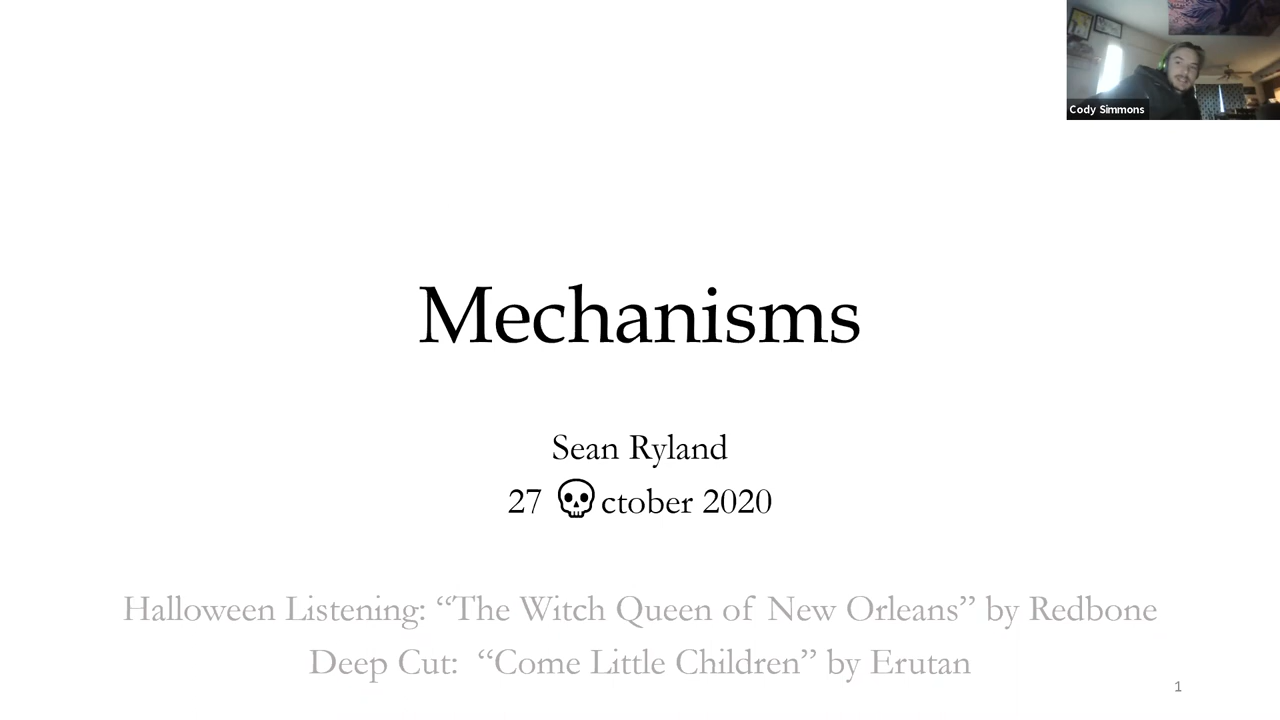 Cody Simmons
Mechanisms
Sean Ryland
27 💀ctober 2020
Halloween Listening: “The Witch Queen of New Orleans” by Redbone
Deep Cut: “Come Little Children” by Erutan
1